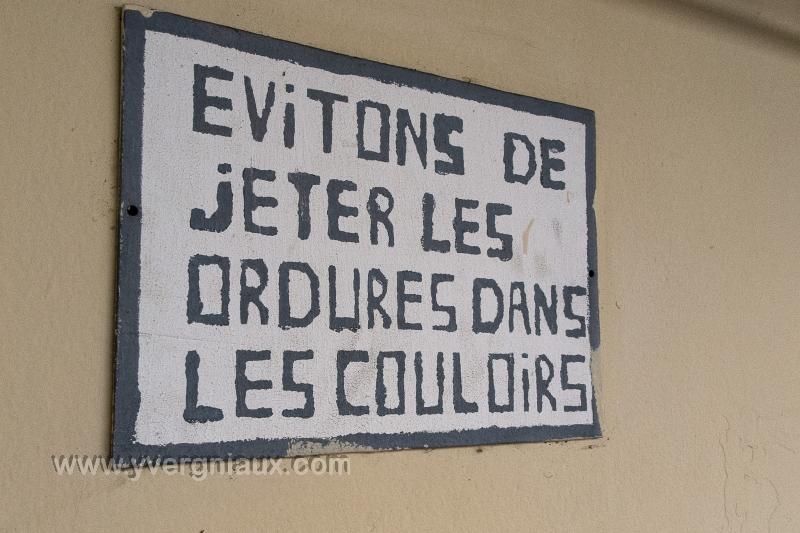 EViTONS DE
jETER LES
ORDURES DANS
LES COULOiRS
www.yvergniaux.com